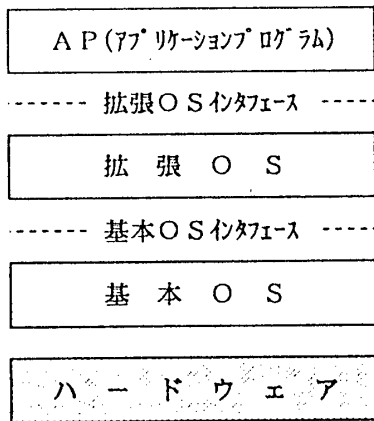 ＡＰ(ｱﾌﾟﾘｹｰｼｮﾝﾌﾟﾛｸﾞﾗﾑ)
拡張ＯＳｲﾝﾀﾌｪｰｽ
拡張ＯＳ
基本ＯＳｲﾝﾀﾌｪｰｽ
基本ＯＳ
ハードウェア